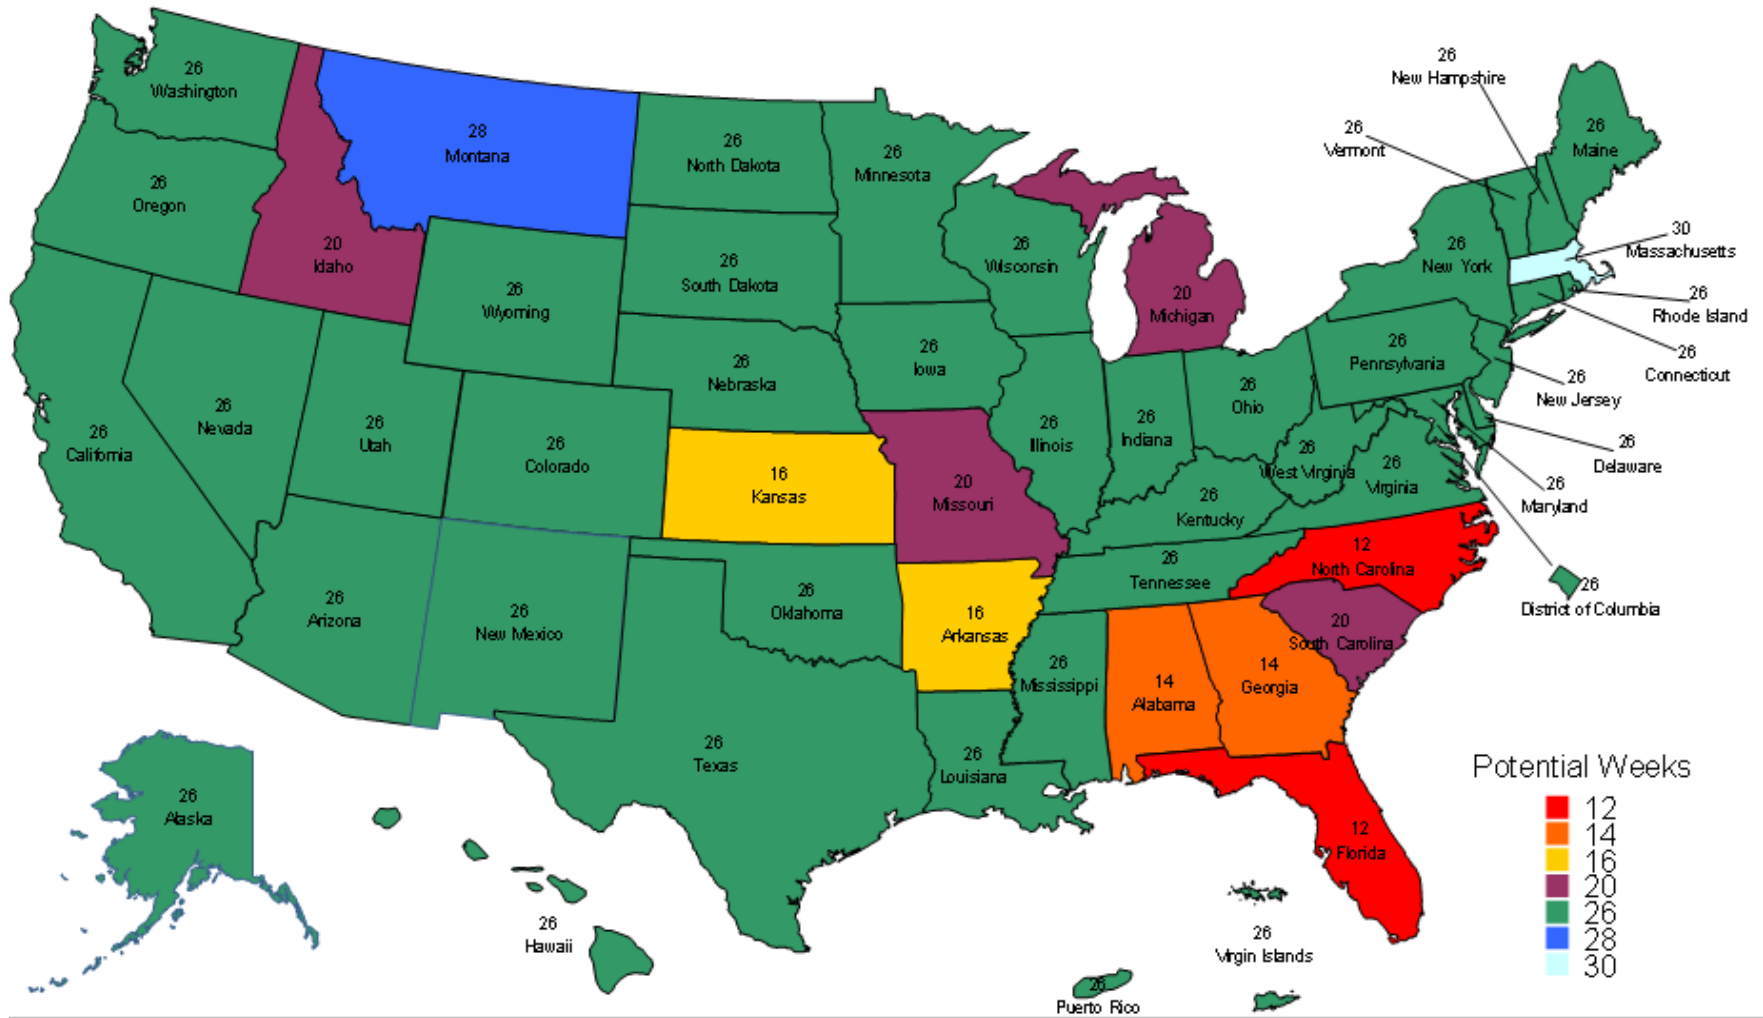 26
New Hampshire
26
Washington
26
Vermont
26
Maine
28
Montana
26
North Dakota
26
Minnesota
26
Oregon
20
Idaho
26
South Dakota
26
Wisconsin
26
New York
30
Massachusetts
26
Wyoming
20
Michigan
26
Rhode Island
26
Nebraska
26
Iowa
26
Pennsylvania
26
Connecticut
26
Ohio
26
New Jersey
26
California
26
Nevada
26
Utah
26
Colorado
26
Illinois
26
Indiana
26
West Virginia
26
Virginia
26
Delaware
16
Kansas
20
Missouri
26
Kentucky
26
Maryland
26
Arizona
26
New Mexico
26
Oklahoma
16
Arkansas
26
Tennessee
12
North Carolina
20
South Carolina
26
District of Columbia
26
Mississippi
14
Alabama
14
Georgia
26
Texas
26
Louisiana
26
Alaska
12
Florida
26
Hawaii
26
Virgin Islands
26
Puerto Rico
Potential Weeks
12
14
16
20
26
28
30